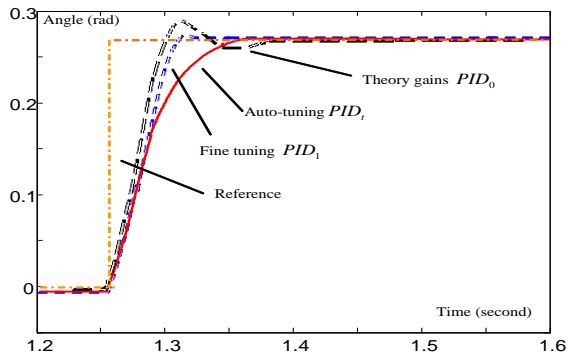 0.3
Angle (rad)
Theory gains PID0
0.2
Auto-tuning PIDt
Fine tuning PID1
Reference
0.1
0
Time (second)
1.2 1.3 1.4 1.5 1.6